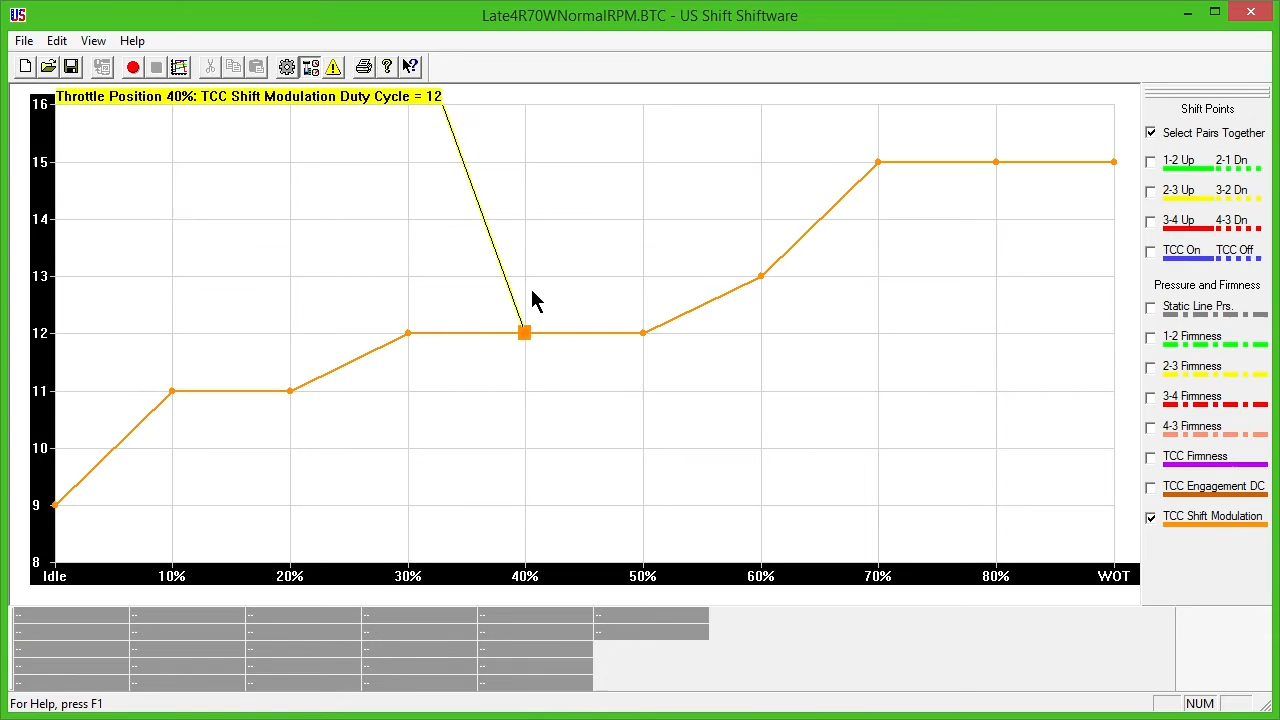 US
Late4R70WNormalRPM.BTC - US Shift Shiftware
File Edit View Help
Throttle Position 40%: TCC Shift Modulation Duty Cycle = 12
16
15
14
13
12
11
10
9
8
Idle 10% 20% 30% 40% 50% 60% 70% 80% WOT
Shift Points
Select Pairs Together
1-2 Up 2-1 Dn
2-3 Up 3-2 Dn
3-4 Up 4-3 Dn
TCC On TCC Off
Pressure and Firmness
Static Line Prs.
1-2 Firmness
2-3 Firmness
3-4 Firmness
4-3 Firmness
TCC Firmness
TCC Engagement DC
TCC Shift Modulation
-- -- -- -- -- --
-- -- -- -- -- --
-- -- -- -- --
-- -- -- -- --
-- -- -- -- --
For Help, press F1
NUM